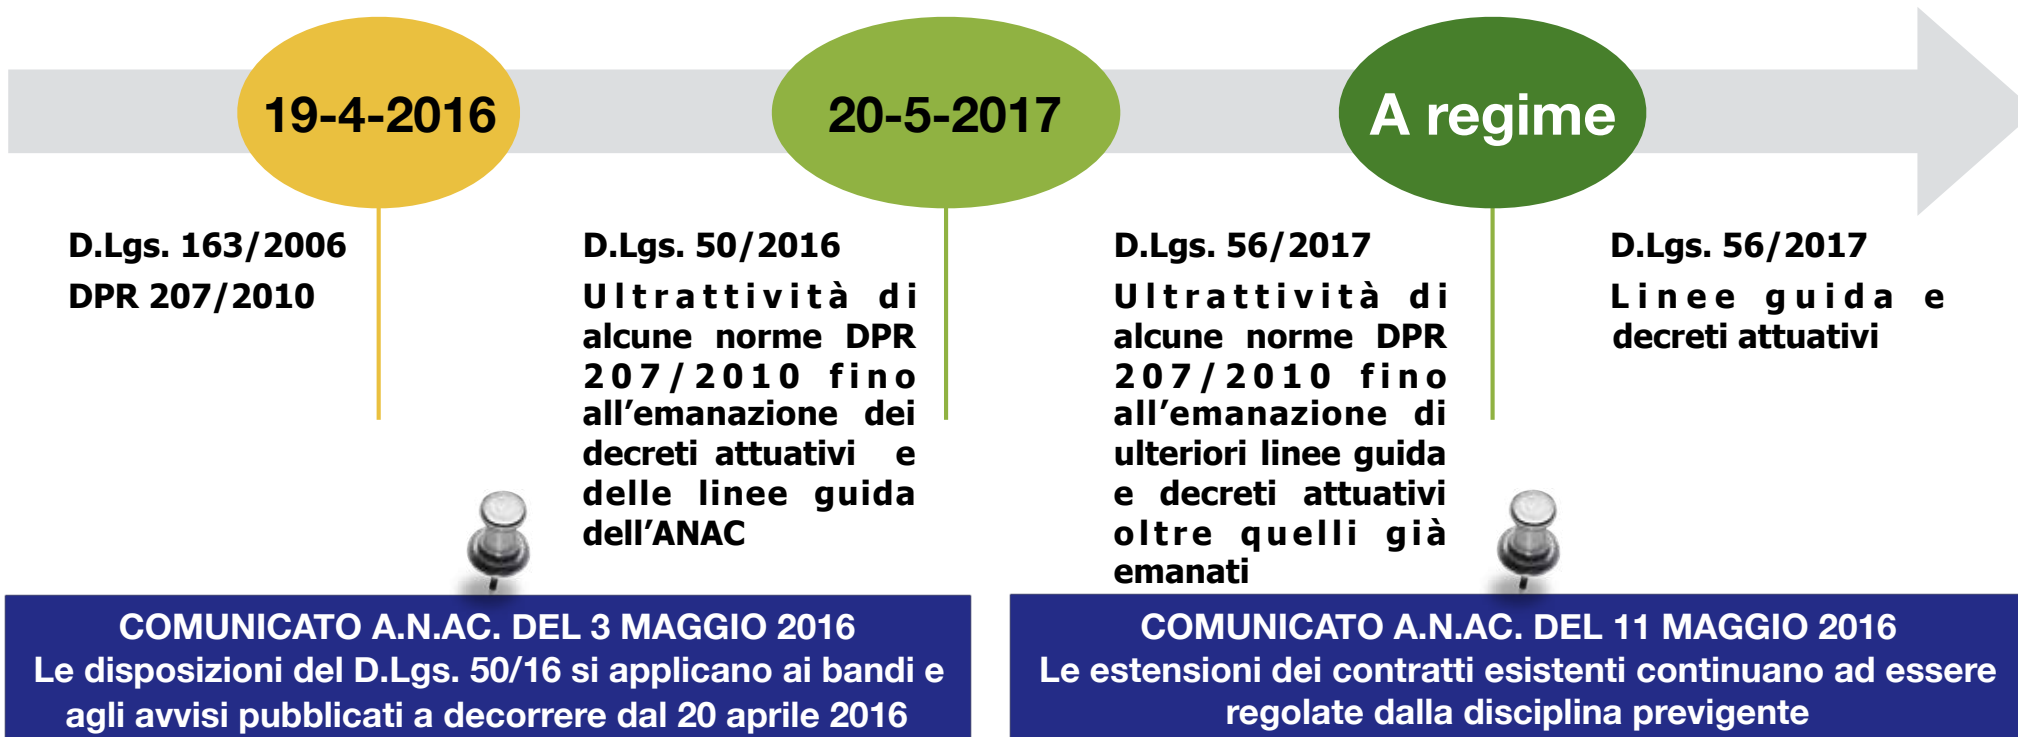 19-4-2016
20-5-2017
A regime
D.Lgs. 163/2006
DPR 207/2010
D.Lgs. 50/2016
Ultrattività di
alcune norme DPR
207/2010 fino
all’emanazione dei
decreti attuativi e
delle linee guida
dell’ANAC
D.Lgs. 56/2017
Ultrattività di
alcune norme DPR
207/2010 fino
all’emanazione di
ulteriori linee guida
e decreti attuativi
oltre quelli già
emanati
D.Lgs. 56/2017
Linee guida e
decreti attuativi
COMUNICATO A.N.AC. DEL 3 MAGGIO 2016
Le disposizioni del D.Lgs. 50/16 si applicano ai bandi e
agli avvisi pubblicati a decorrere dal 20 aprile 2016
COMUNICATO A.N.AC. DEL 11 MAGGIO 2016
Le estensioni dei contratti esistenti continuano ad essere
regolate dalla disciplina previgente